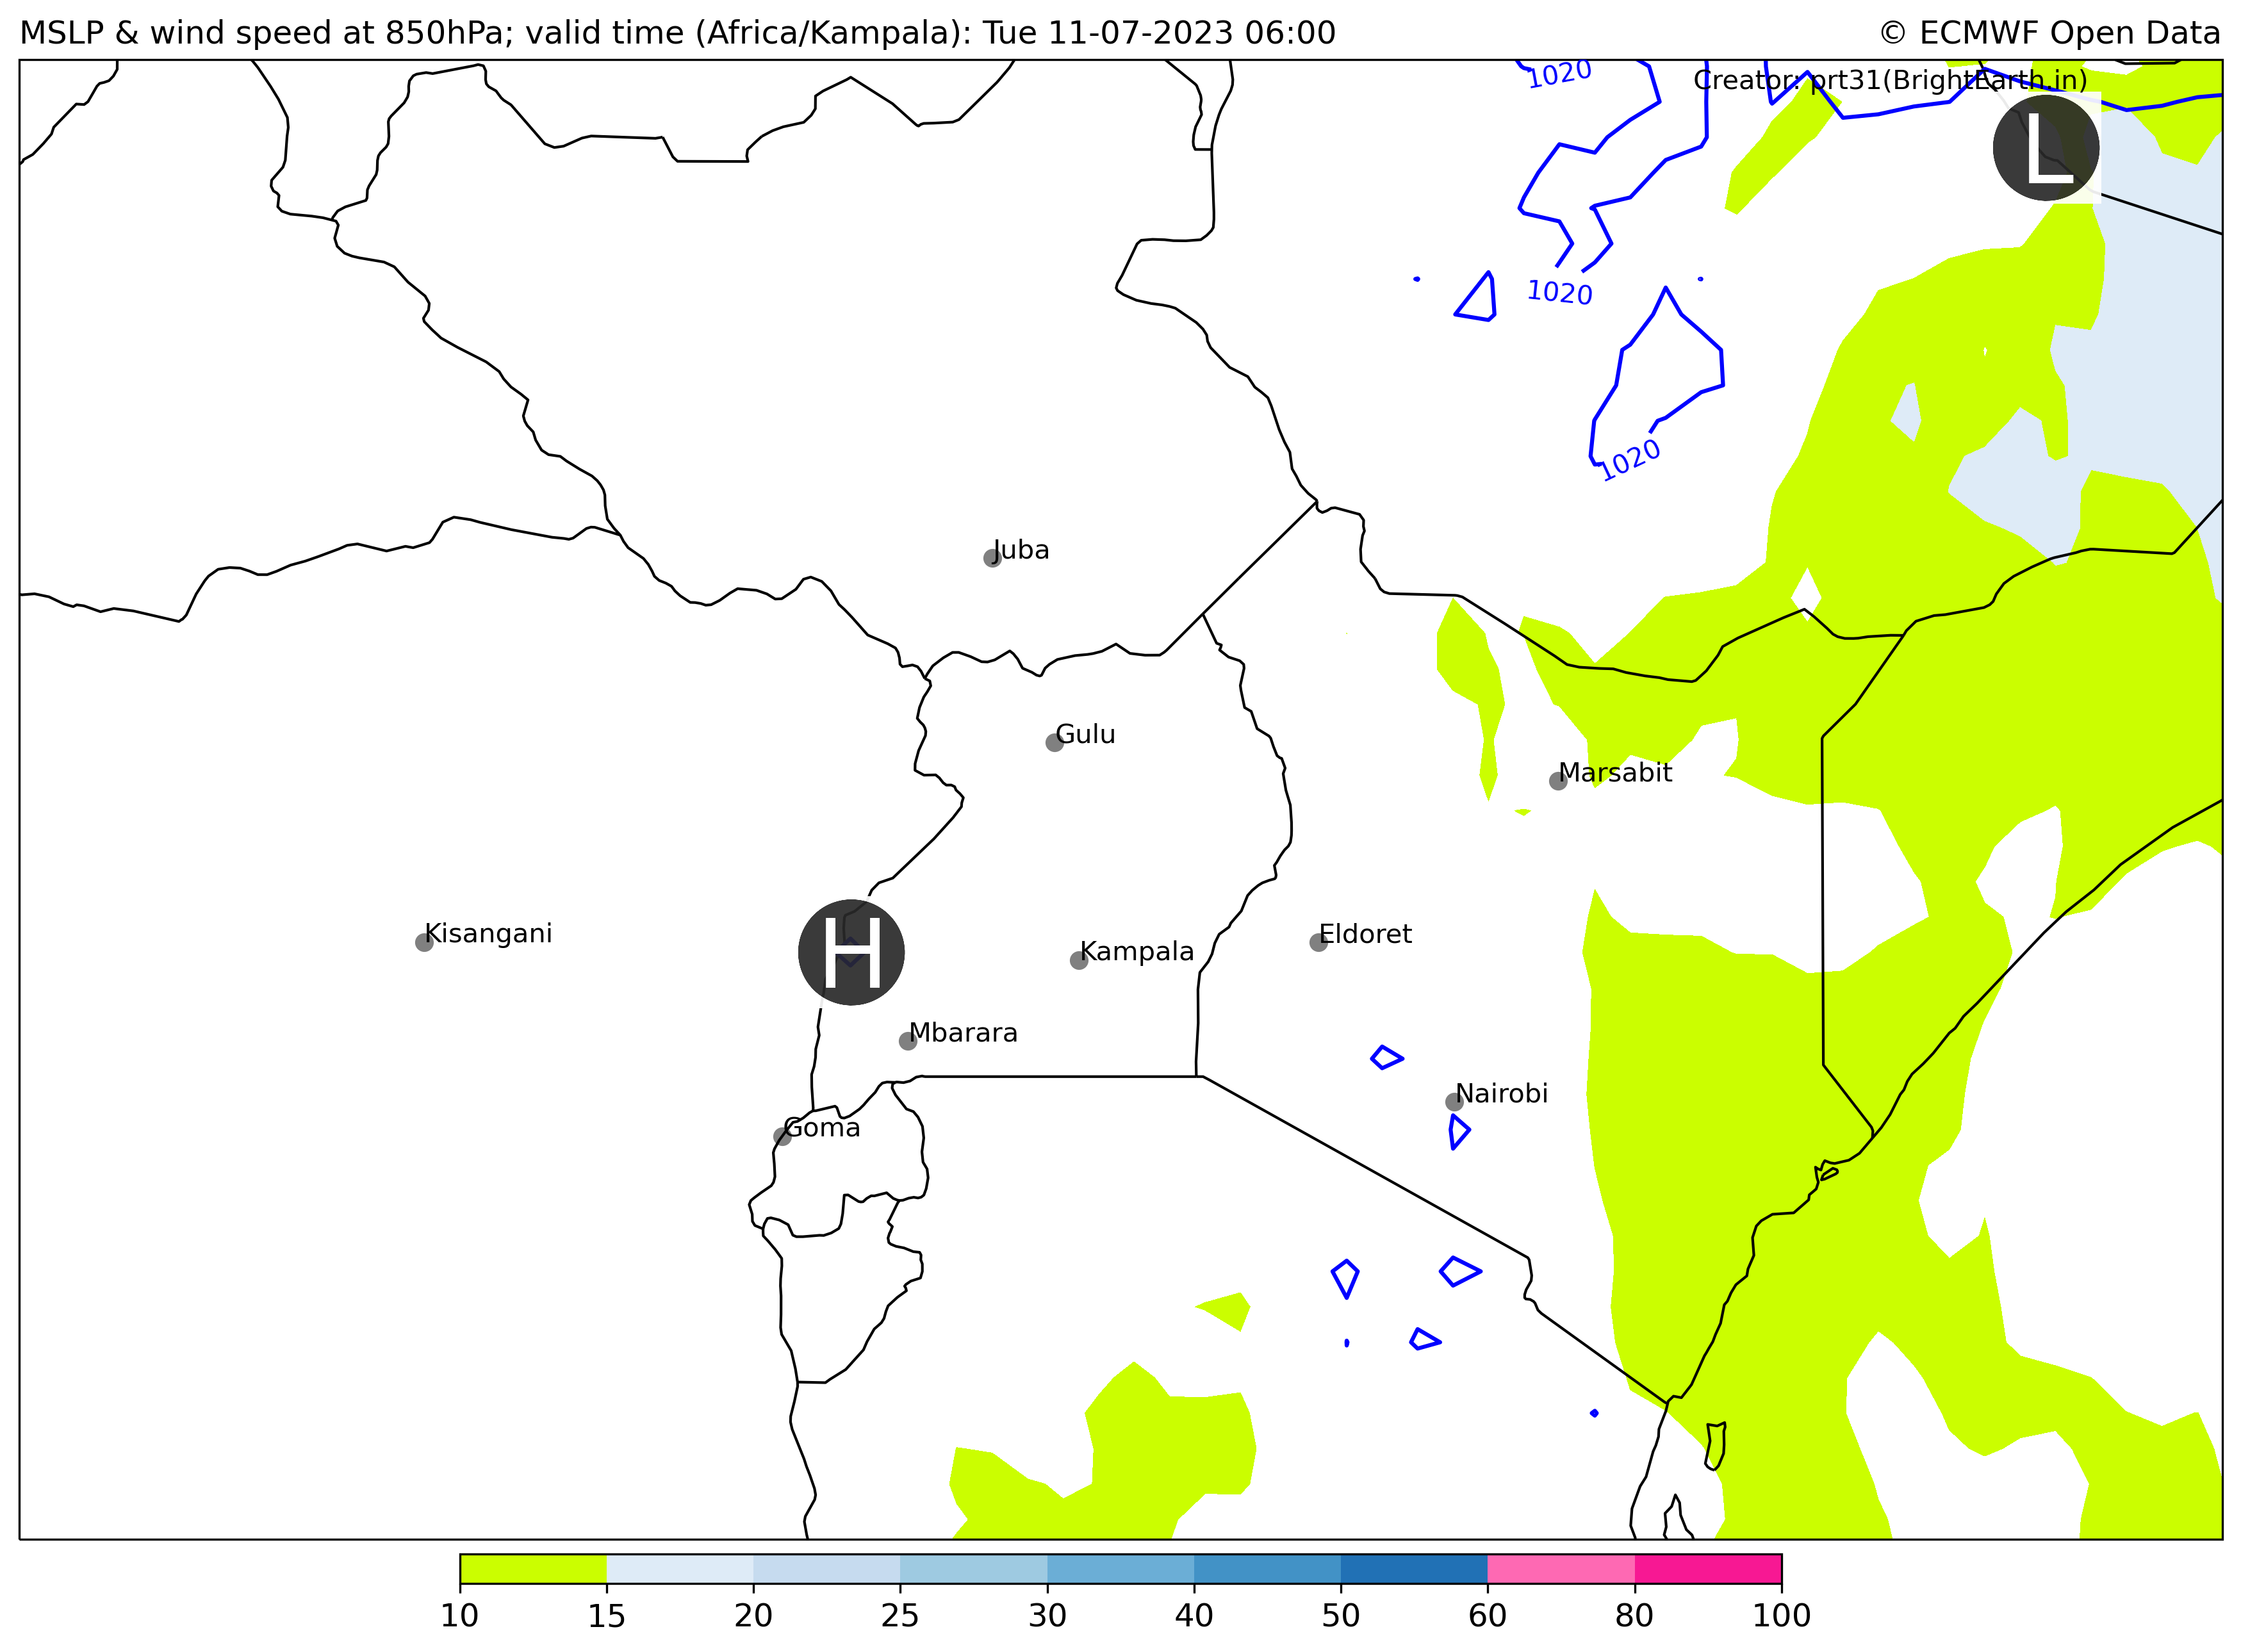 MSLP & wind speed at 850hPa; valid time (Africa/Kampala): Tue 11-07-2023 06:00
© ECMWF Open Data
1020
Creator: prt31(BrightEarth.in)
L
1020
1020
Juba
Gulu
Marsabit
Kisangani
H
Kampala
Eldoret
Mbarara
Nairobi
Goma
10 15 20 25 30 40 50 60 80 100